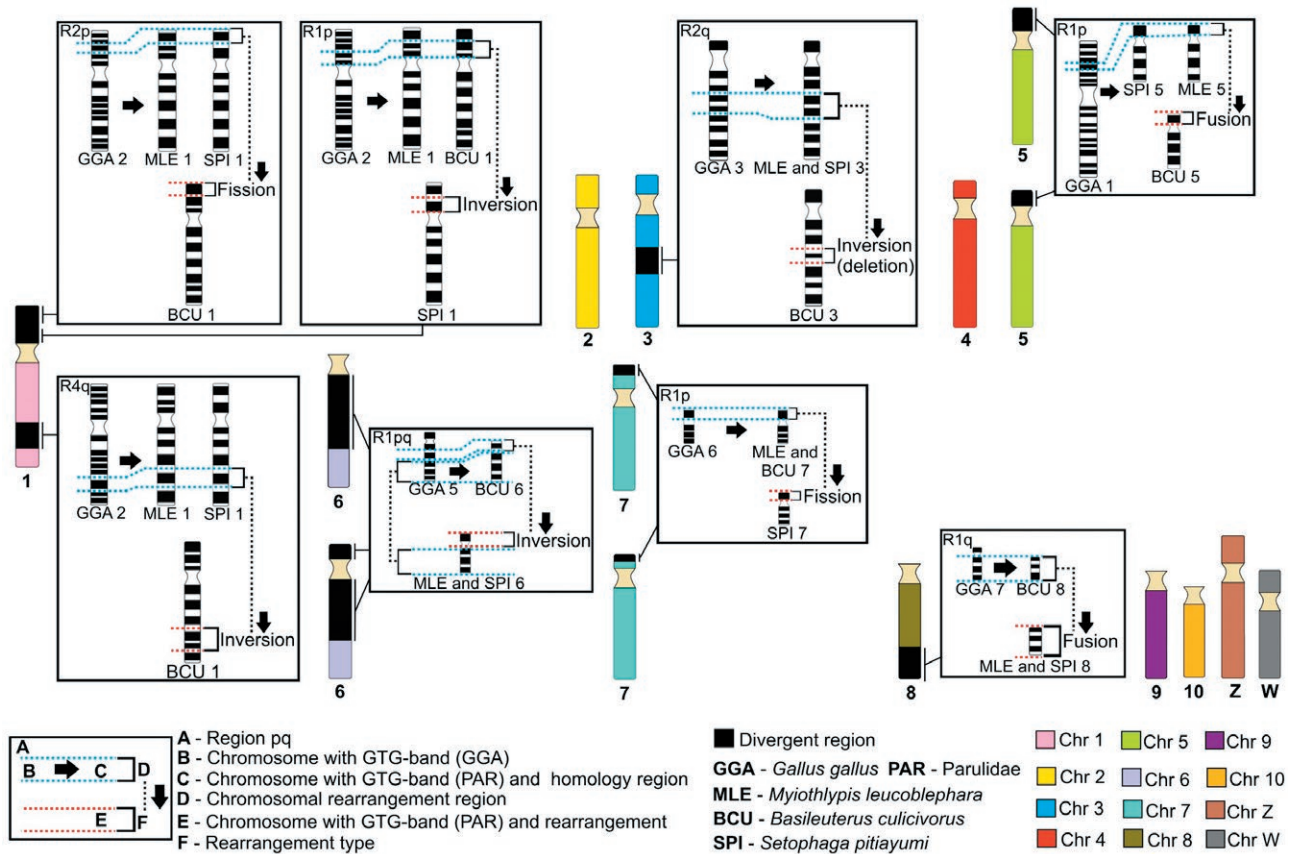 R2p
GGA 2
MLE 1
SPI 1
Fission
BCU 1
R1p
GGA 2
MLE 1
BCU 1
Inversion
SPI 1
R2q
GGA 3
MLE and SPI 3
Inversion
(deletion)
BCU 3
R1p
SPI 5
MLE 5
Fusion
GGA 1
BCU 5
5
2
3
4
5
1
R4q
GGA 2
MLE 1
SPI 1
Inversion
BCU 1
6
6
R1pq
GGA 5
BCU 6
Inversion
MLE and SPI 6
7
7
R1p
GGA 6
MLE and
BCU 7
Fission
SPI 7
8
R1q
GGA 7
BCU 8
Fusion
MLE and SPI 8
9
10
Z
W
A
B
C
D
E
F
A - Region pq
B - Chromosome with GTG-band (GGA)
C - Chromosome with GTG-band (PAR) and homology region
D - Chromosomal rearrangement region
E - Chromosome with GTG-band (PAR) and rearrangement
F - Rearrangement type
Divergent region
GGA - Gallus gallus PAR - Parulidae
MLE - Myiothlypis leucoblephara
BCU - Basileuterus culicivorus
SPI - Setophaga pitiayumi
Chr 1
Chr 2
Chr 3
Chr 4
Chr 5
Chr 6
Chr 7
Chr 8
Chr 9
Chr 10
Chr Z
Chr W